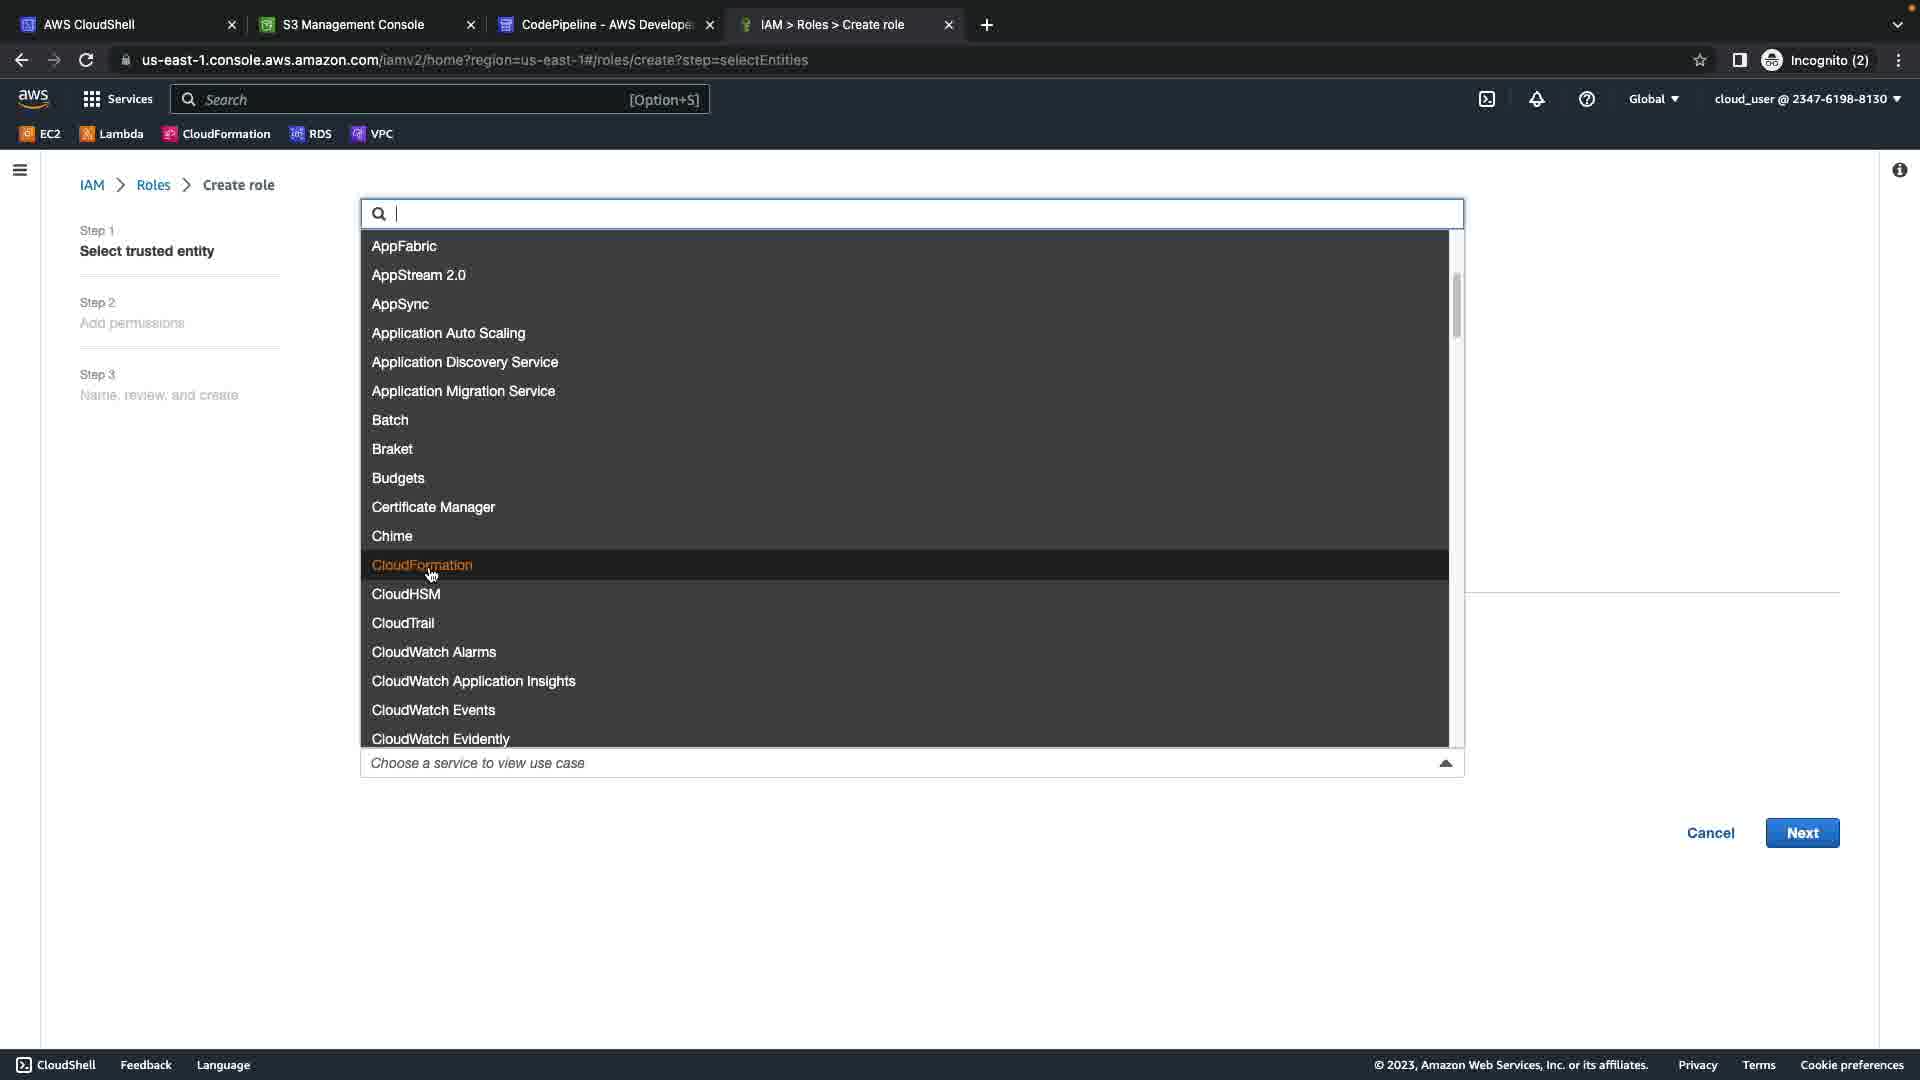 AWS CloudShell
S3 Management Console
CodePipeline - AWS Develope
IAM > Roles > Create role
us-east-1.console.aws.amazon.com/iamv2/home?region=us-east-1#/roles/create?step=selectEntities
Incognito (2)
aws
Services
Search
[Option+S]
Global
cloud_user @ 2347-6198-8130
EC2
Lambda
CloudFormation
RDS
VPC
IAM > Roles > Create role
Step 1
Select trusted entity
Step 2
Add permissions
Step 3
Name, review, and create
AppFabric
AppStream 2.0
AppSync
Application Auto Scaling
Application Discovery Service
Application Migration Service
Batch
Braket
Budgets
Certificate Manager
Chime
CloudFormation
CloudHSM
CloudTrail
CloudWatch Alarms
CloudWatch Application Insights
CloudWatch Events
CloudWatch Evidently
Choose a service to view use case
Cancel
Next
CloudShell
Feedback
Language
© 2023, Amazon Web Services, Inc. or its affiliates.
Privacy
Terms
Cookie preferences